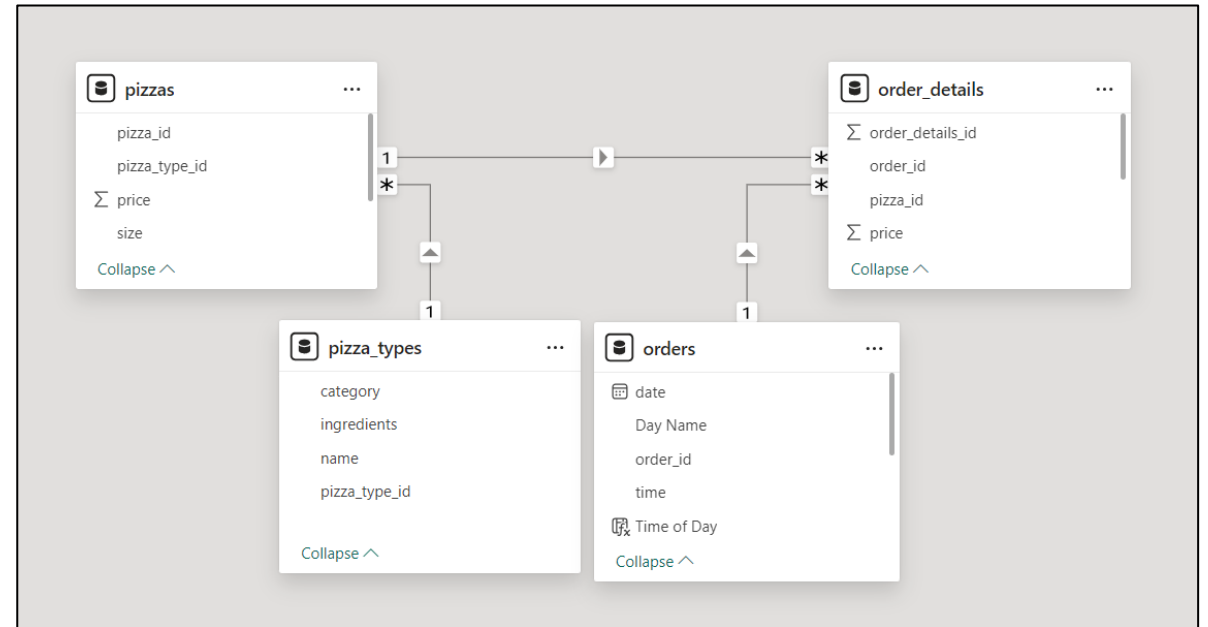 pizzas
...
pizza_id
pizza_type_id
Σ price
size
Collapse
order_details
...
Σ order_details_id
order_id
pizza_id
Σ price
Collapse
1
*
*
*
1
1
pizza_types
...
category
ingredients
name
pizza_type_id
Collapse
orders
...
date
Day Name
order_id
time
Time of Day
Collapse